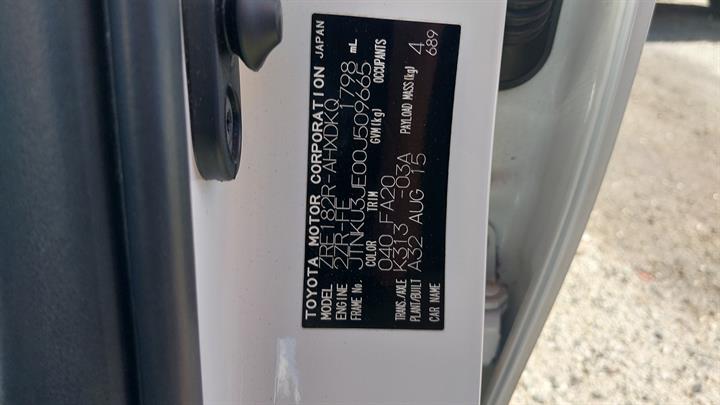 TOYOTA MOTOR CORPORATION JAPAN
MODEL ZRE182R-AHXDKQ
ENGINE 2ZR-FE 1798 mL
FRAME No. JTNKU3JE00J509665
COLOR TRIM GVM(kg) OCCUPANTS
040 FA20 4
TRANS./AXLE K313 -03A PAYLOAD MASS(kg) 689
PLANT/BUILT A32 AUG 15
CAR NAME